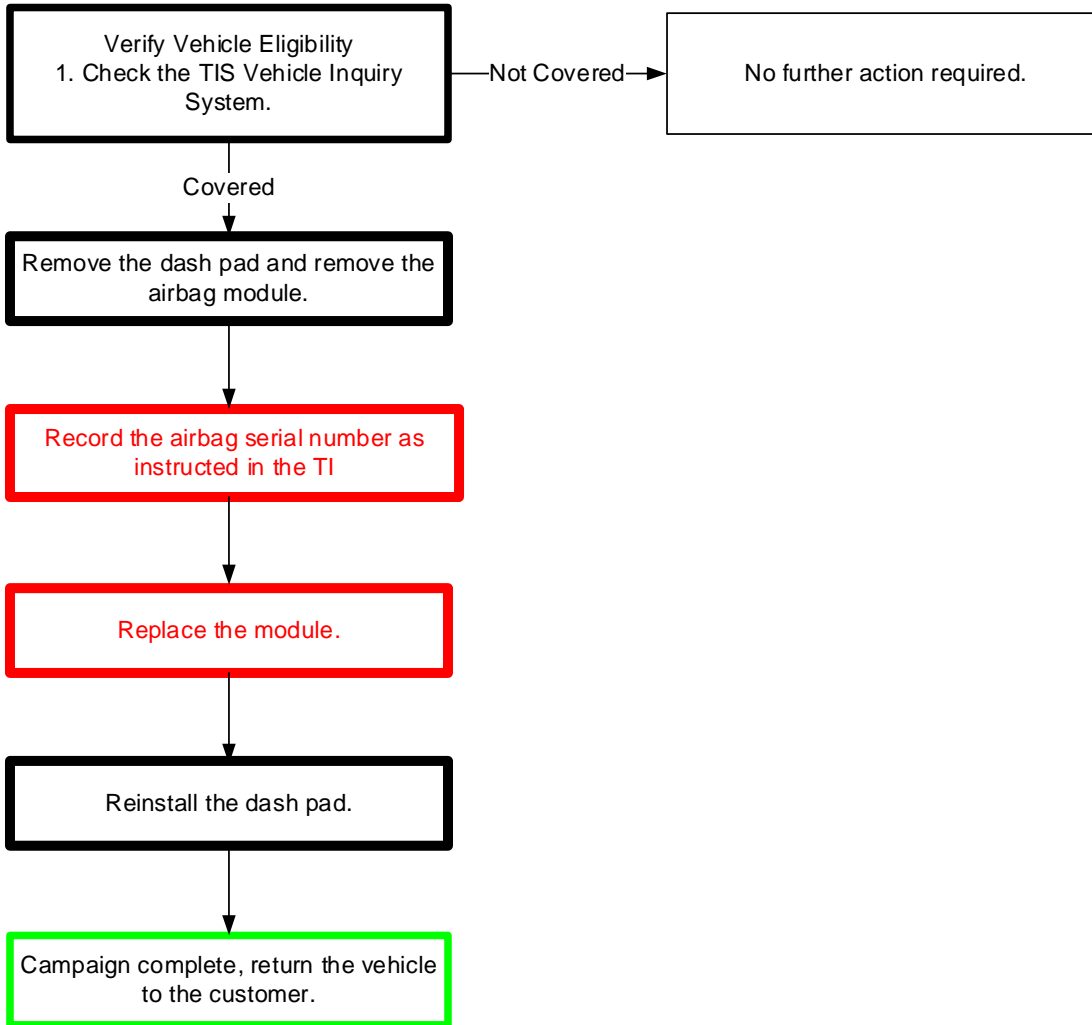 Verify Vehicle Eligibility
1. Check the TIS Vehicle Inquiry
System.
Not Covered
No further action required.
Covered
Remove the dash pad and remove the
airbag module.
Record the airbag serial number as
instructed in the TI
Replace the module.
Reinstall the dash pad.
Campaign complete, return the vehicle
to the customer.